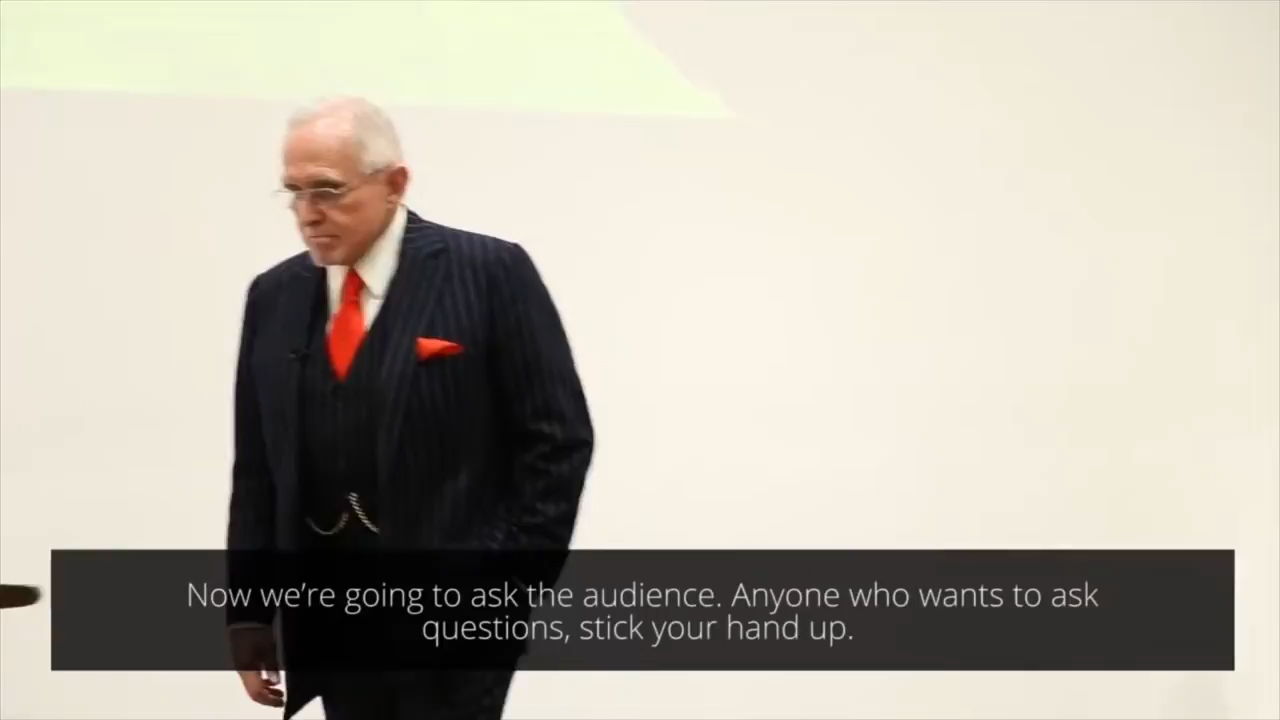 Now we're going to ask the audience. Anyone who wants to ask
questions, stick your hand up.